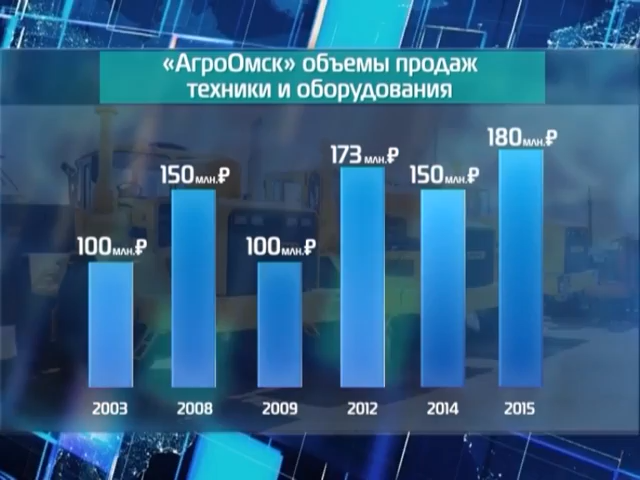 «АгроОмск» объемы продаж
техники и оборудования
100 млн.₽
150 млн.₽
100 млн.₽
173 млн.₽
150 млн.₽
180 млн.₽
2003
2008
2009
2012
2014
2015